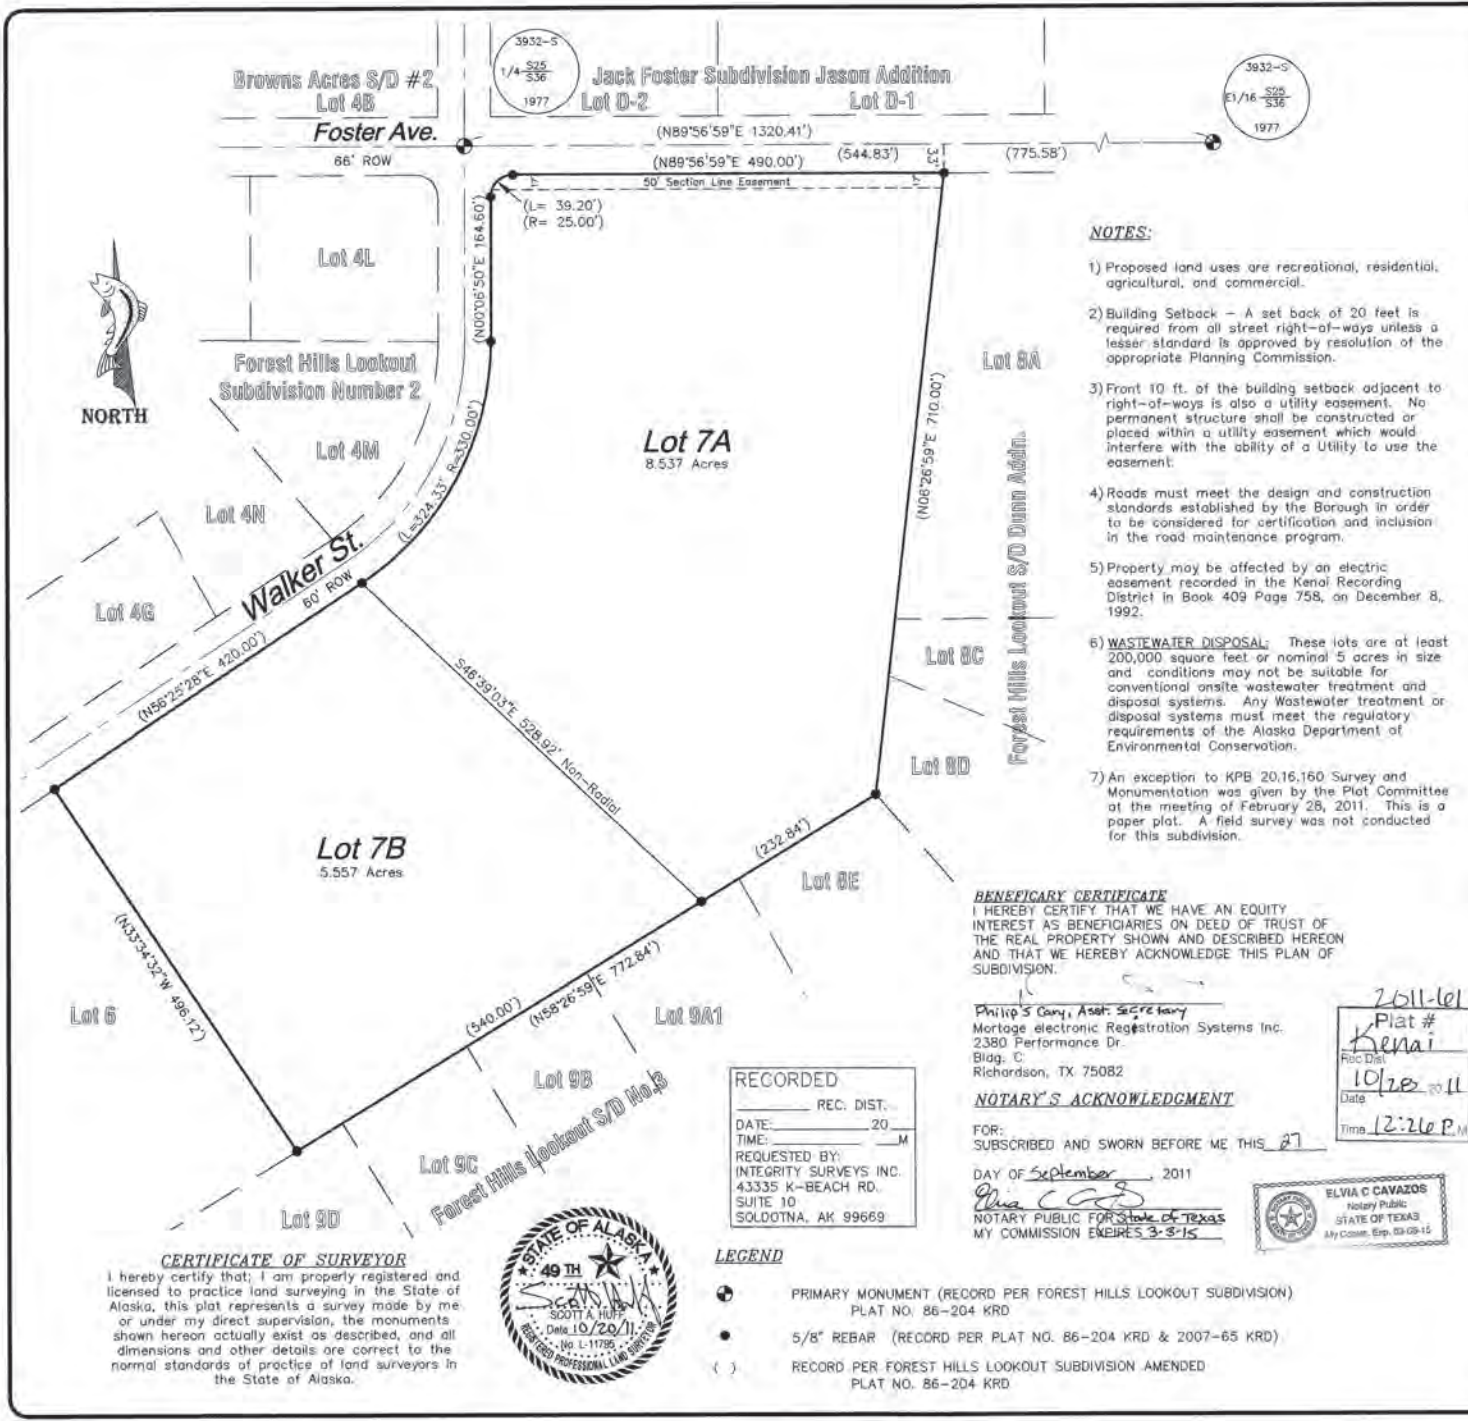 3932-S
1/4 S25
S36
1977
Browns Acres S/D #2
Lot 4B
Jack Foster Subdivision Jason Addition
Lot D-2
Lot D-1
3932-S
E1/16 S25
S36
1977
Foster Ave.
66' ROW
(N89°56'59"E 1320.41')
(N89°56'59"E 490.00')
(544.83')
33'
(775.58')
50' Section Line Easement
(L= 39.20')
(R= 25.00')
(N00°06'50"E 164.60')
Lot 4L
NORTH
Forest Hills Lookout
Subdivision Number 2
Lot 4M
Lot 4N
Lot 4G
(L=324.33' R=330.00')
Walker St.
60' ROW
(N56°25'28"E 420.00')
Lot 7A
8.537 Acres
(N06°26'59"E 710.00')
Lot 8A
Forest Hills Lookout S/D Dunn Addn.
Lot 8C
Lot 8D
S46°39'03"E 528.92' Non-Radial
Lot 7B
5.557 Acres
(232.84')
Lot 8E
(N33°34'32"W 496.12')
(540.00')
(N58°26'59"E 772.84')
Lot 6
Lot 9A1
Lot 9B
Lot 9C
Lot 9D
Forest Hills Lookout S/D No.3
NOTES:
1) Proposed land uses are recreational, residential,
agricultural, and commercial.
2) Building Setback – A set back of 20 feet is
required from all street right-of-ways unless a
lesser standard is approved by resolution of the
appropriate Planning Commission.
3) Front 10 ft. of the building setback adjacent to
right-of-ways is also a utility easement. No
permanent structure shall be constructed or
placed within a utility easement which would
interfere with the ability of a Utility to use the
easement.
4) Roads must meet the design and construction
standards established by the Borough in order
to be considered for certification and inclusion
in the road maintenance program.
5) Property may be affected by an electric
easement recorded in the Kenai Recording
District in Book 409 Page 758, on December 8,
1992.
6) WASTEWATER DISPOSAL: These lots are at least
200,000 square feet or nominal 5 acres in size
and conditions may not be suitable for
conventional onsite wastewater treatment and
disposal systems. Any Wastewater treatment or
disposal systems must meet the regulatory
requirements of the Alaska Department of
Environmental Conservation.
7) An exception to KPB 20.16.160 Survey and
Monumentation was given by the Plat Committee
at the meeting of February 28, 2011. This is a
paper plat. A field survey was not conducted
for this subdivision.
BENEFICARY CERTIFICATE
I HEREBY CERTIFY THAT WE HAVE AN EQUITY
INTEREST AS BENEFICIARIES ON DEED OF TRUST OF
THE REAL PROPERTY SHOWN AND DESCRIBED HEREON
AND THAT WE HEREBY ACKNOWLEDGE THIS PLAN OF
SUBDIVISION.
Philip's Cary, Asst. Secretary
Mortage electronic Registration Systems Inc.
2380 Performance Dr.
Bldg. C
Richardson, TX 75082
NOTARY'S ACKNOWLEDGMENT
FOR:
SUBSCRIBED AND SWORN BEFORE ME THIS 27
DAY OF September, 2011
NOTARY PUBLIC FOR State of Texas
MY COMMISSION EXPIRES 3-3-15
2011-61
Plat #
Kenai
Rec Dist
10/28 2011
Date
Time 12:26 P M
ELVIA C CAVAZOS
Notary Public
STATE OF TEXAS
My Comm. Exp. 03-03-15
RECORDED
REC. DIST.
DATE: 20
TIME: M
REQUESTED BY:
INTEGRITY SURVEYS INC.
43335 K-BEACH RD.
SUITE 10
SOLDOTNA, AK 99669
CERTIFICATE OF SURVEYOR
I hereby certify that; I am properly registered and
licensed to practice land surveying in the State of
Alaska, this plat represents a survey made by me
or under my direct supervision, the monuments
shown hereon actually exist as described, and all
dimensions and other details are correct to the
normal standards of practice of land surveyors in
the State of Alaska.
STATE OF ALASKA
49 TH
SCOTT A. HUFF
Date 10/20/11
No. L-11795
REGISTERED PROFESSIONAL LAND SURVEYOR
LEGEND
PRIMARY MONUMENT (RECORD PER FOREST HILLS LOOKOUT SUBDIVISION)
PLAT NO. 86-204 KRD
5/8" REBAR (RECORD PER PLAT NO. 86-204 KRD & 2007-65 KRD)
( ) RECORD PER FOREST HILLS LOOKOUT SUBDIVISION AMENDED
PLAT NO. 86-204 KRD